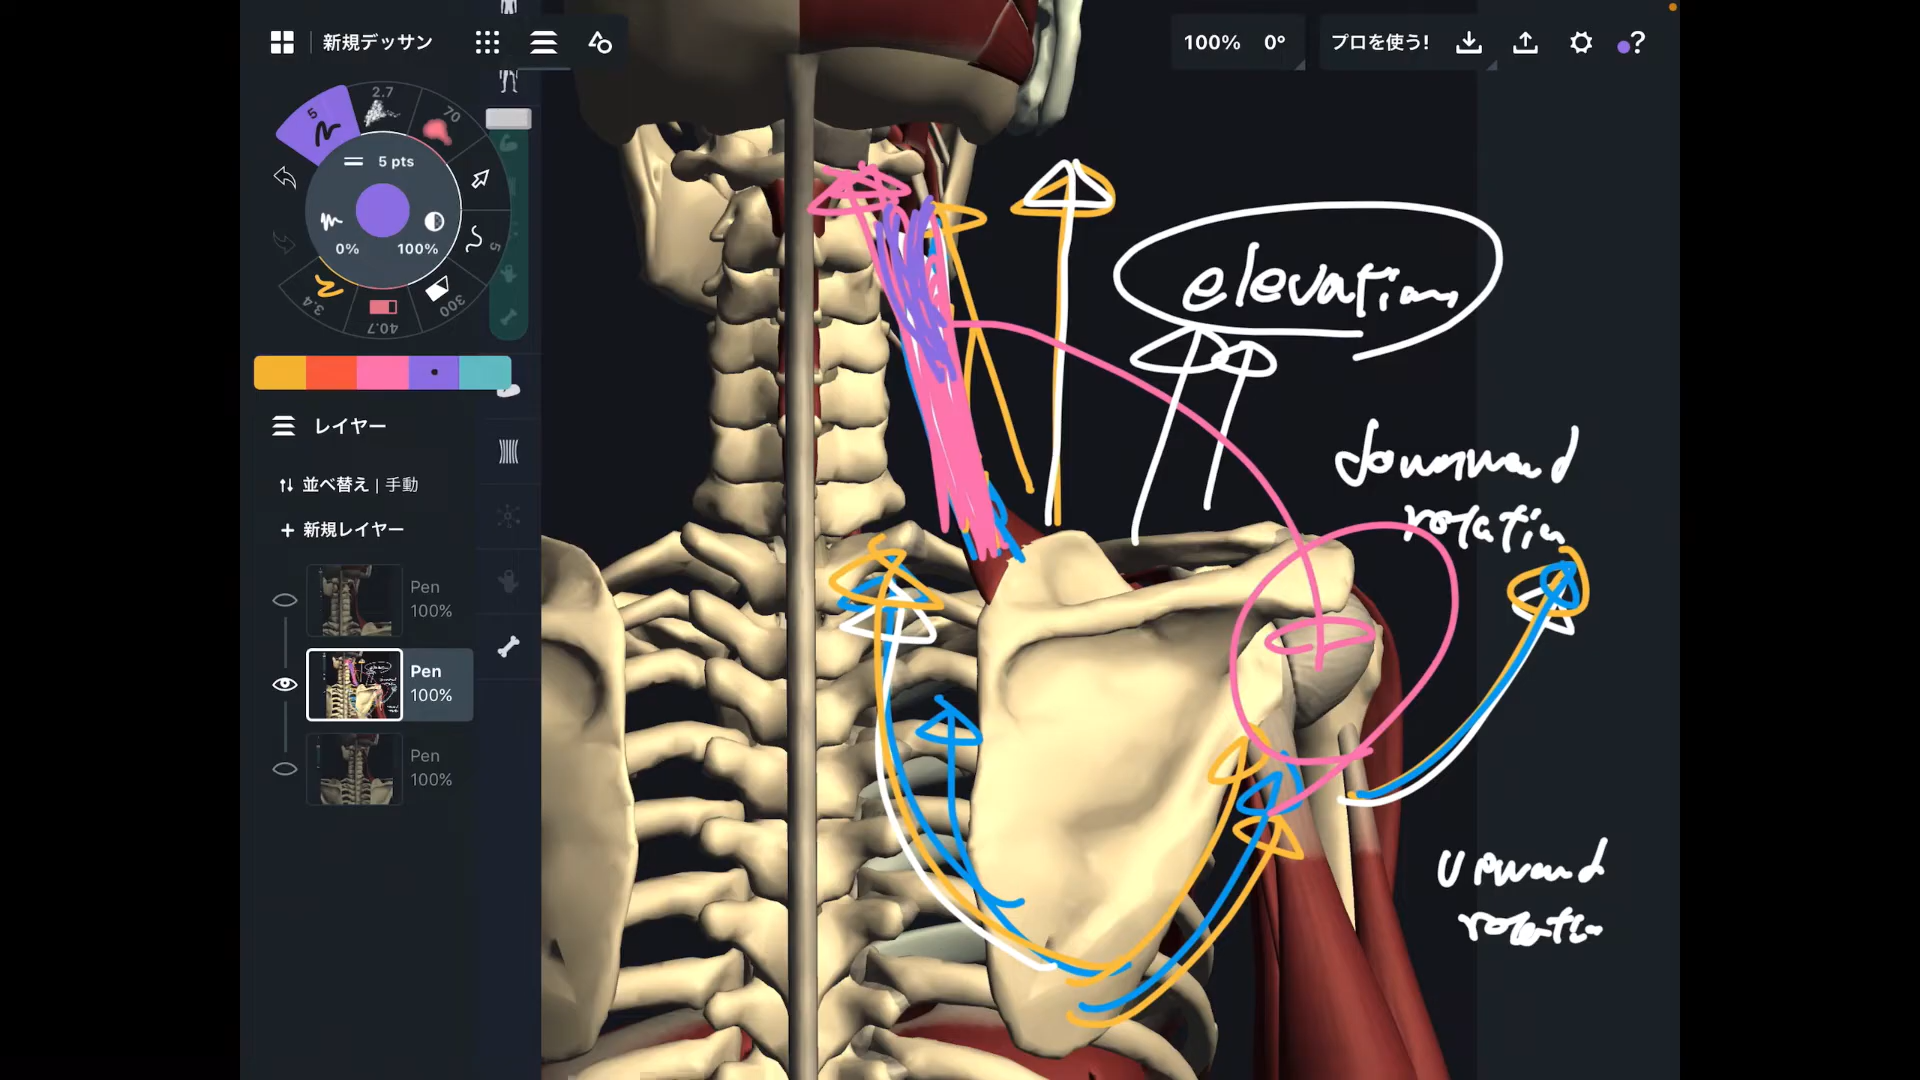 新規デッサン
100% 0° プロを使う! ?
2.7
5
70
5 pts
0% 100%
5
3.4
40.7
300
レイヤー
並べ替え | 手動
+ 新規レイヤー
Pen
100%
Pen
100%
Pen
100%
elevation
downward
rotation
upward
rotation